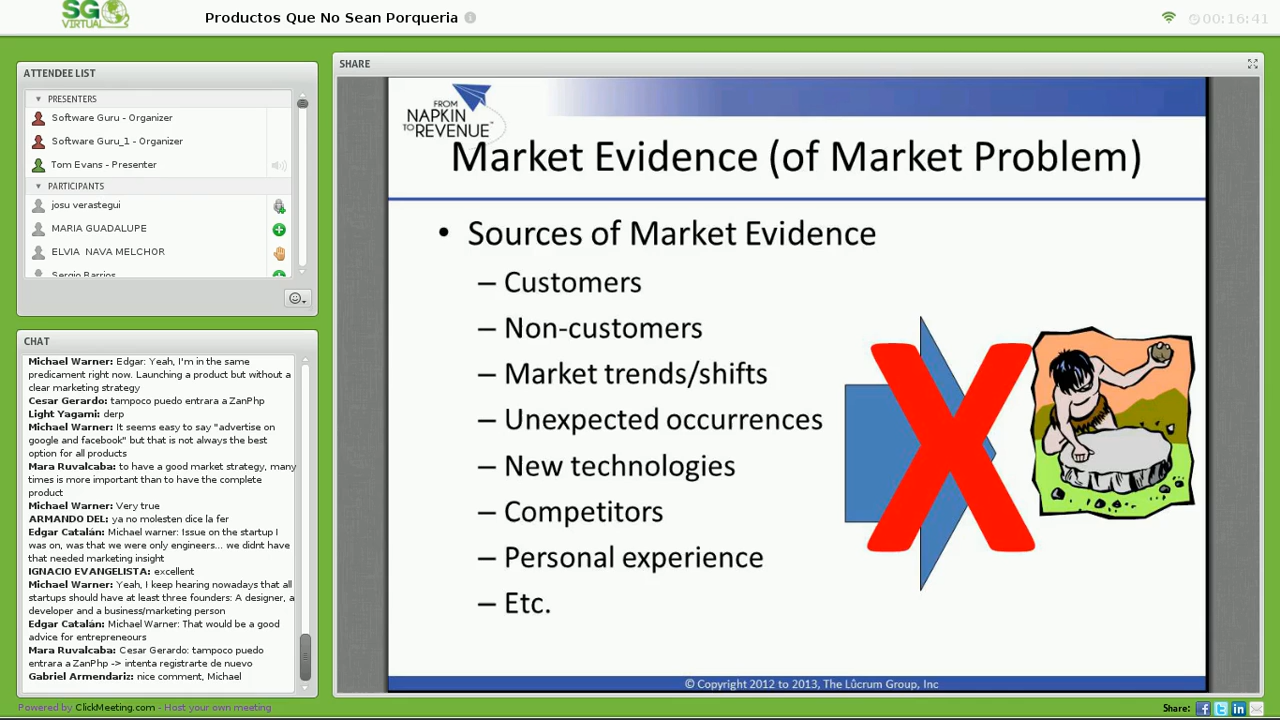 SG
VIRTUAL
Productos Que No Sean Porqueria
00:16:41
ATTENDEE LIST
PRESENTERS
Software Guru - Organizer
Software Guru_1 - Organizer
Tom Evans - Presenter
PARTICIPANTS
josu verastegui
MARIA GUADALUPE
ELVIA NAVA MELCHOR
Sergio Barrios
CHAT
Michael Warner: Edgar: Yeah, I'm in the same
predicament right now. Launching a product but without a
clear marketing strategy
Cesar Gerardo: tampoco puedo entrara a ZanPhp
Light Yagami: derp
Michael Warner: It seems easy to say "advertise on
google and facebook" but that is not always the best
option for all products
Mara Ruvalcaba: to have a good market strategy, many
times is more important than to have the complete
product
Michael Warner: Very true
ARMANDO DEL: ya no molesten dice la fer
Edgar Catalán: Michael warner: Issue on the startup I
was on, was that we were only engineers... we didnt have
that needed marketing insight
IGNACIO EVANGELISTA: excellent
Michael Warner: Yeah, I keep hearing nowadays that all
startups should have at least three founders: A designer, a
developer and a business/marketing person
Edgar Catalán: Michael Warner: That would be a good
advice for entrepreneours
Mara Ruvalcaba: Cesar Gerardo: tampoco puedo
entrara a ZanPhp -> intenta registrarte de nuevo
Gabriel Armendariz: nice comment, Michael
Powered by ClickMeeting.com - Host your own meeting
SHARE
FROM
NAPKIN
TO REVENUE™
Market Evidence (of Market Problem)
• Sources of Market Evidence
– Customers
– Non-customers
– Market trends/shifts
– Unexpected occurrences
– New technologies
– Competitors
– Personal experience
– Etc.
X
© Copyright 2012 to 2013, The Lûcrum Group, Inc
Share: